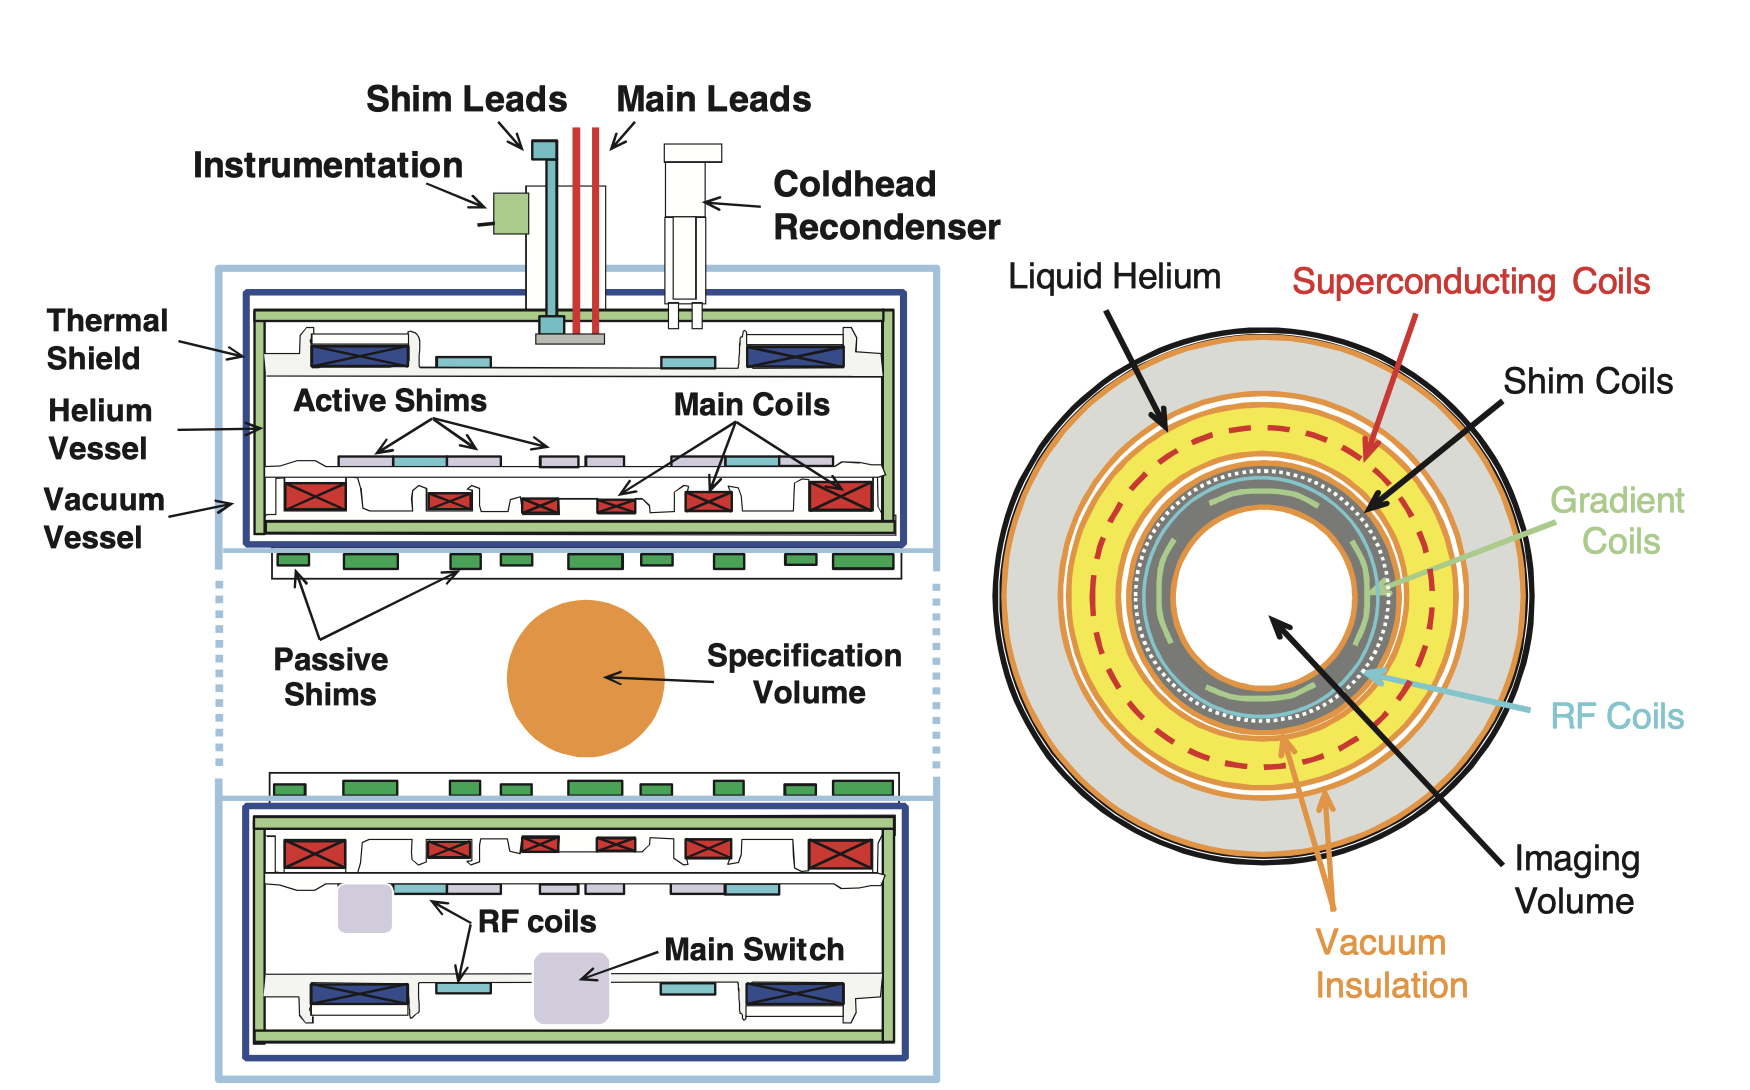 Shim Leads
Main Leads
Instrumentation
Coldhead
Recondenser
Thermal
Shield
Helium
Vessel
Vacuum
Vessel
Active Shims
Main Coils
Passive
Shims
Specification
Volume
RF coils
Main Switch
Liquid Helium
Superconducting Coils
Shim Coils
Gradient
Coils
RF Coils
Imaging
Volume
Vacuum
Insulation